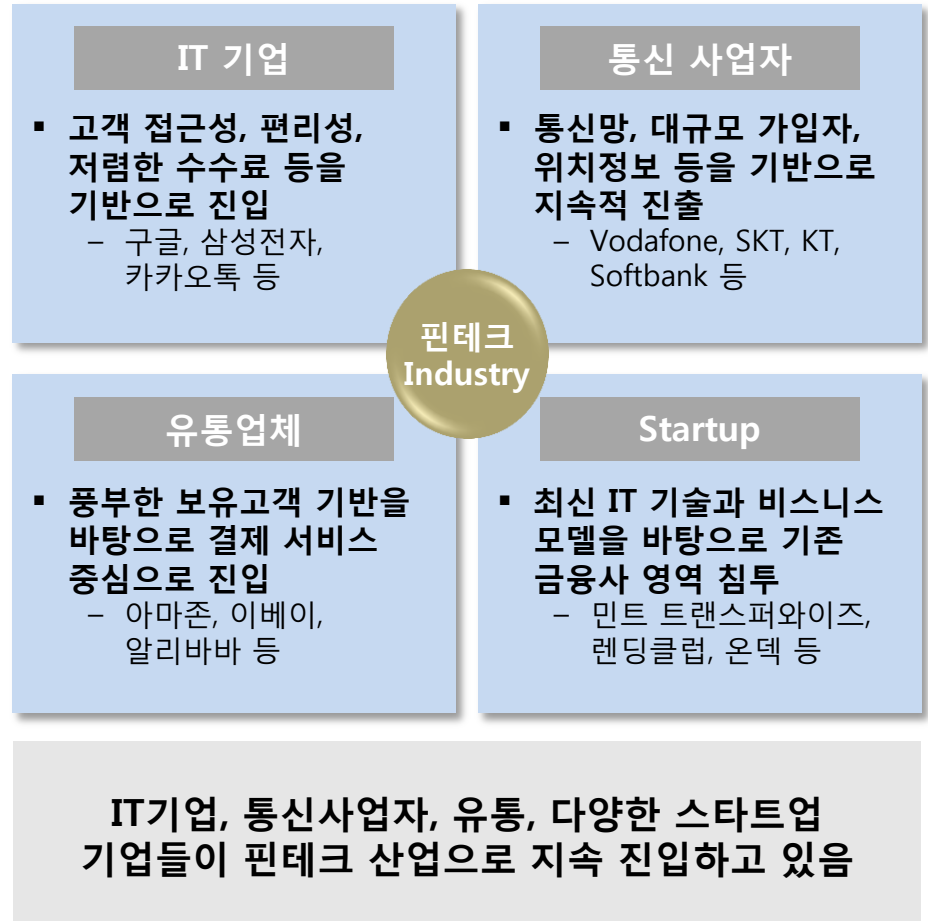 IT 기업
▪ 고객 접근성, 편리성,
저렴한 수수료 등을
기반으로 진입
– 구글, 삼성전자,
카카오톡 등
통신 사업자
▪ 통신망, 대규모 가입자,
위치정보 등을 기반으로
지속적 진출
– Vodafone, SKT, KT,
Softbank 등
핀테크
Industry
유통업체
▪ 풍부한 보유고객 기반을
바탕으로 결제 서비스
중심으로 진입
– 아마존, 이베이,
알리바바 등
Startup
▪ 최신 IT 기술과 비스니스
모델을 바탕으로 기존
금융사 영역 침투
– 민트 트랜스퍼와이즈,
렌딩클럽, 온덱 등
IT기업, 통신사업자, 유통, 다양한 스타트업
기업들이 핀테크 산업으로 지속 진입하고 있음